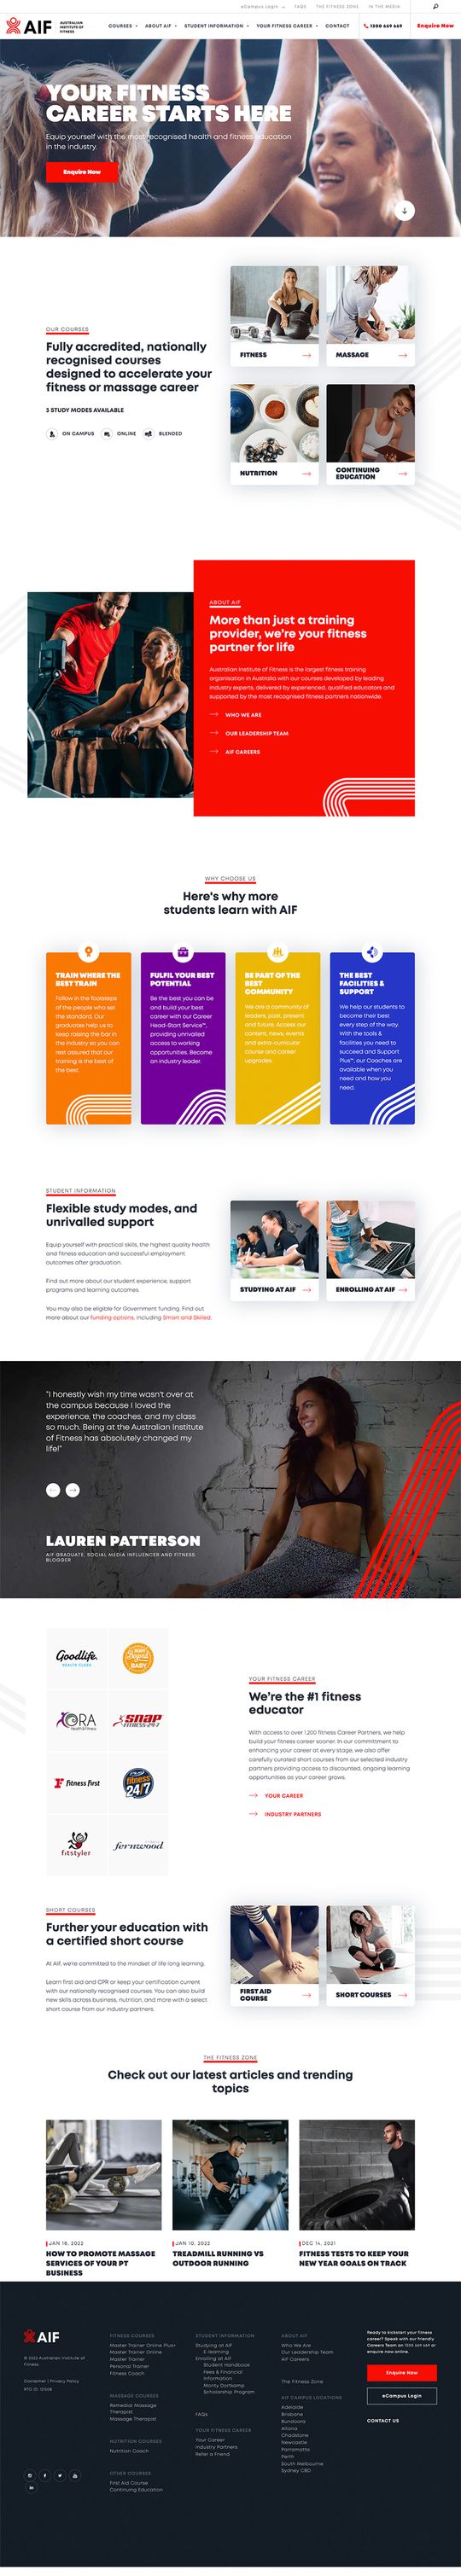 eCampus Login
FAQS
THE FITNESS ZONE
IN THE MEDIA
AIF
AUSTRALIAN
INSTITUTE OF
FITNESS
COURSES
ABOUT AIF
STUDENT INFORMATION
YOUR FITNESS CAREER
CONTACT
1300 669 669
Enquire Now
YOUR FITNESS
CAREER STARTS HERE
Equip yourself with the most recognised health and fitness education
in the industry.
Enquire Now
OUR COURSES
Fully accredited, nationally
recognised courses
designed to accelerate your
fitness or massage career
3 STUDY MODES AVAILABLE
ON CAMPUS
ONLINE
BLENDED
FITNESS
MASSAGE
NUTRITION
CONTINUING
EDUCATION
ABOUT AIF
More than just a training
provider, we're your fitness
partner for life
Australian Institute of Fitness is the largest fitness training
organisation in Australia with our courses developed by leading
industry experts, delivered by experienced, qualified educators and
supported by the most recognised fitness partners nationwide.
WHO WE ARE
OUR LEADERSHIP TEAM
AIF CAREERS
WHY CHOOSE US
Here's why more
students learn with AIF
TRAIN WHERE THE
BEST TRAIN
Follow in the footsteps
of the people who set
the standard. Our
graduates help us to
keep raising the bar in
the industry so you can
rest assured that our
training is the best of
the best.
FULFIL YOUR BEST
POTENTIAL
Be the best you can be
and build your best
career with our Career
Head-Start Service™,
providing unrivalled
access to working
opportunities. Become
an industry leader.
BE PART OF THE
BEST
COMMUNITY
We are a community of
leaders, past, present
and future. Access our
content, news, events
and extra-curricular
course and career
upgrades.
THE BEST
FACILITIES &
SUPPORT
We help our students to
become their best
every step of the way.
With the tools &
facilities you need to
succeed and Support
Plus™, our Coaches are
available when you
need and how you
need.
STUDENT INFORMATION
Flexible study modes, and
unrivalled support
Equip yourself with practical skills, the highest quality health
and fitness education and successful employment
outcomes after graduation.
Find out more about our student experience, support
programs and learning outcomes.
You may also be eligible for Government funding. Find out
more about our funding options, including Smart and Skilled.
STUDYING AT AIF
ENROLLING AT AIF
"I honestly wish my time wasn't over at
the campus because I loved the
experience, the coaches, and my class
so much. Being at the Australian Institute
of Fitness has absolutely changed my
life!"
LAUREN PATTERSON
AIF GRADUATE, SOCIAL MEDIA INFLUENCER AND FITNESS
BLOGGER
Goodlife.
HEALTH CLUBS
Body
Beyond
BABY
CORA
Health&Fitness
SNAP
FITNESS-24-7
fitness first
fitness
24/7
fitstyler
fernwood
YOUR FITNESS CAREER
We're the #1 fitness
educator
With access to over 1,200 fitness Career Partners, we help
build your fitness career sooner. In our commitment to
enhancing your career at every stage, we also offer
carefully curated short courses from our selected industry
partners providing access to discounted, ongoing learning
opportunities as your career grows.
YOUR CAREER
INDUSTRY PARTNERS
SHORT COURSES
Further your education with
a certified short course
At AIF, we're committed to the mindset of life long learning.
Learn first aid and CPR or keep your certification current
with our nationally recognised courses. You can also build
new skills across business, nutrition, and more with a select
short course from our industry partners.
FIRST AID
COURSE
SHORT COURSES
THE FITNESS ZONE
Check out our latest articles and trending
topics
JAN 18, 2022
HOW TO PROMOTE MASSAGE
SERVICES OF YOUR PT
BUSINESS
JAN 10, 2022
TREADMILL RUNNING VS
OUTDOOR RUNNING
DEC 14, 2021
FITNESS TESTS TO KEEP YOUR
NEW YEAR GOALS ON TRACK
AIF
© 2022 Australian Institute of
Fitness
Disclaimer | Privacy Policy
FITNESS COURSES
Master Trainer Online Plus+
Master Trainer Online
Master Trainer
Personal Trainer
Fitness Coach
MASSAGE COURSES
Remedial Massage
Therapist
Massage Therapist
NUTRITION COURSES
Nutrition Coach
OTHER COURSES
First Aid Course
Continuing Education
STUDENT INFORMATION
Studying at AIF
E-learning
Enrolling at AIF
Student Handbook
Fees & Financial
Information
Monty Dortkamp
Scholarship Program
FAQs
YOUR FITNESS CAREER
Your Career
Industry Partners
Refer a Friend
ABOUT AIF
Who We Are
Our Leadership Team
AIF Careers
The Fitness Zone
AIF CAMPUS LOCATIONS
Adelaide
Brisbane
Bundoora
Altona
Chadstone
Newcastle
Parramatta
Perth
South Melbourne
Sydney CBD
Ready to kickstart your fitness
career? Speak with our friendly
Careers Team on 1300 669 669 or
enquire now online.
Enquire Now
eCampus Login
CONTACT US